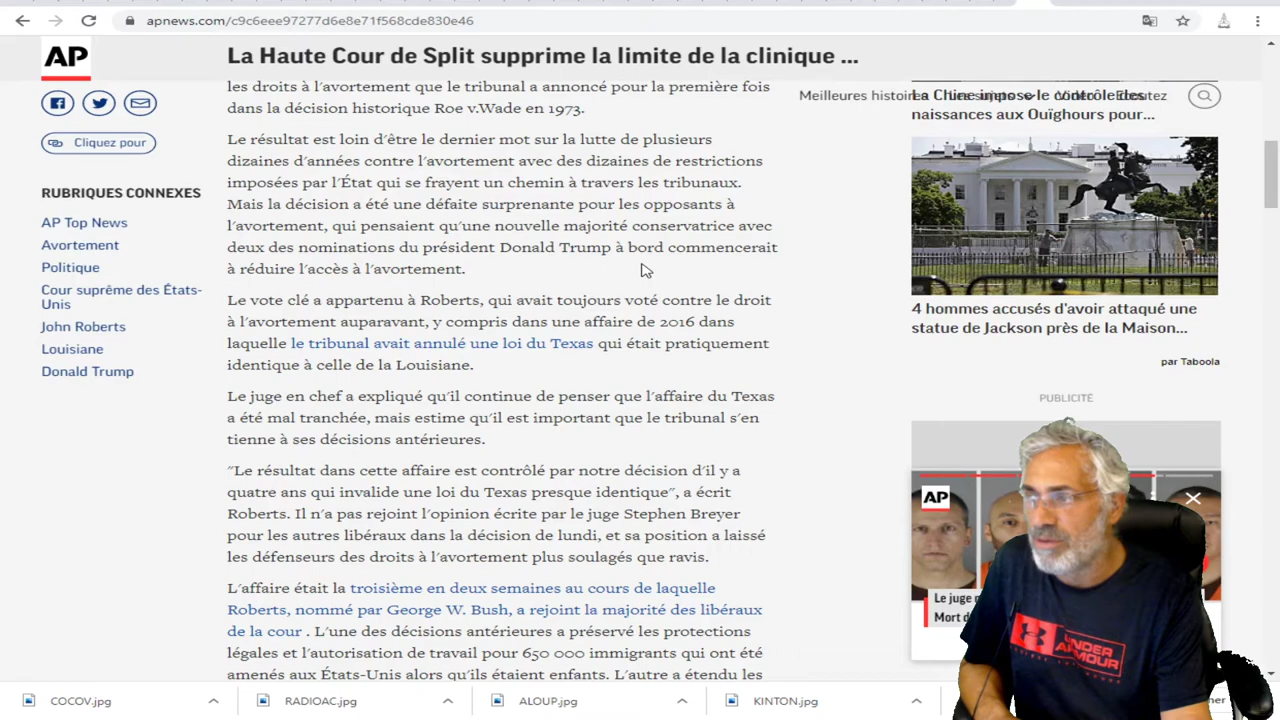 apnews.com/c9c6eee97277d6e8e71f568cde830e46
AP
La Haute Cour de Split supprime la limite de la clinique ...
Meilleures histoires
Écoutez
Cliquez pour
RUBRIQUES CONNEXES
AP Top News
Avortement
Politique
Cour suprême des États-
Unis
John Roberts
Louisiane
Donald Trump
les droits à l'avortement que le tribunal a annoncé pour la première fois
dans la décision historique Roe v.Wade en 1973.
Le résultat est loin d'être le dernier mot sur la lutte de plusieurs
dizaines d'années contre l'avortement avec des dizaines de restrictions
imposées par l'État qui se frayent un chemin à travers les tribunaux.
Mais la décision a été une défaite surprenante pour les opposants à
l'avortement, qui pensaient qu'une nouvelle majorité conservatrice avec
deux des nominations du président Donald Trump à bord commencerait
à réduire l'accès à l'avortement.
Le vote clé a appartenu à Roberts, qui avait toujours voté contre le droit
à l'avortement auparavant, y compris dans une affaire de 2016 dans
laquelle le tribunal avait annulé une loi du Texas qui était pratiquement
identique à celle de la Louisiane.
Le juge en chef a expliqué qu'il continue de penser que l'affaire du Texas
a été mal tranchée, mais estime qu'il est important que le tribunal s'en
tienne à ses décisions antérieures.
"Le résultat dans cette affaire est contrôlé par notre décision d'il y a
quatre ans qui invalide une loi du Texas presque identique", a écrit
Roberts. Il n'a pas rejoint l'opinion écrite par le juge Stephen Breyer
pour les autres libéraux dans la décision de lundi, et sa position a laissé
les défenseurs des droits à l'avortement plus soulagés que ravis.
L'affaire était la troisième en deux semaines au cours de laquelle
Roberts, nommé par George W. Bush, a rejoint la majorité des libéraux
de la cour . L'une des décisions antérieures a préservé les protections
légales et l'autorisation de travail pour 650 000 immigrants qui ont été
amenés aux États-Unis alors qu'ils étaient enfants. L'autre a étendu les
La Chine impose le contrôle des
naissances aux Ouïghours pour...
4 hommes accusés d'avoir attaqué une
statue de Jackson près de la Maison...
par Taboola
PUBLICITÉ
AP
Le juge
Mort d
UNDER
ARMOUR
COCOV.jpg
RADIOAC.jpg
ALOUP.jpg
KINTON.jpg